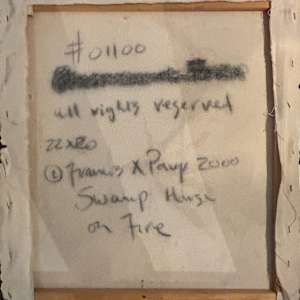 #01100
all rights reserved
22x20
© Francis X Pavy 2000
Swamp House
on Fire